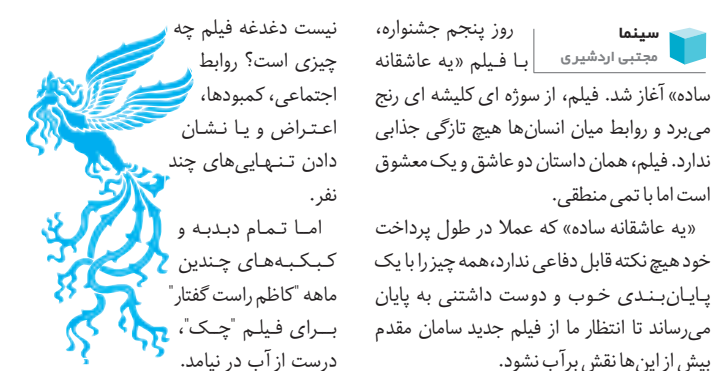 سینما
مجتبی اردشیری
روز پنجم جشنواره،
با فیلم «یه عاشقانه
ساده» آغاز شد. فیلم، از سوژه ای کلیشه ای رنج
می‌برد و روابط میان انسان‌ها هیچ تازگی جذابی
ندارد. فیلم، همان داستان دو عاشق و یک معشوق
است اما با تمی منطقی.
«یه عاشقانه ساده» که عملا در طول پرداخت
خود هیچ نکته قابل دفاعی ندارد،همه چیز را با یک
پایان‌بندی خوب و دوست داشتنی به پایان
می‌رساند تا انتظار ما از فیلم جدید سامان مقدم
بیش از این‌ها نقش برآب نشود.
نیست دغدغه فیلم چه
چیزی است؟ روابط
اجتماعی، کمبودها،
اعتراض و یا نشان
دادن تنهایی‌های چند
نفر.
اما تمام دبدبه و
کبکبه‌های چندین
ماهه "کاظم راست گفتار"
برای فیلم "چک"،
درست از آب در نیامد.